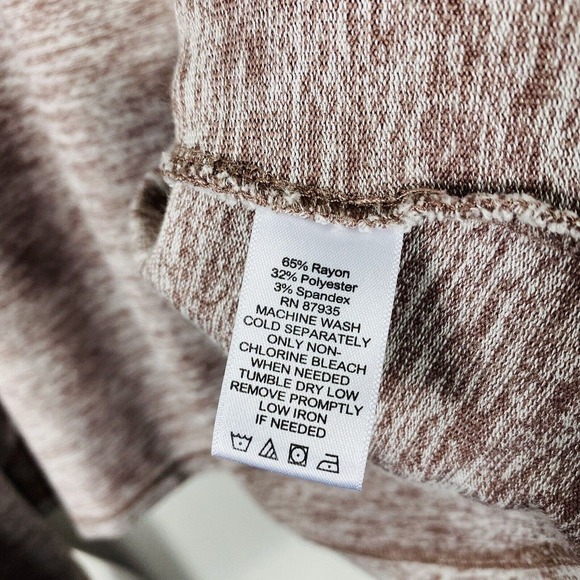 65% Rayon
32% Polyester
3% Spandex
RN 87935
MACHINE WASH
COLD SEPARATELY
ONLY NON-
CHLORINE BLEACH
WHEN NEEDED
TUMBLE DRY LOW
REMOVE PROMPTLY
LOW IRON
IF NEEDED